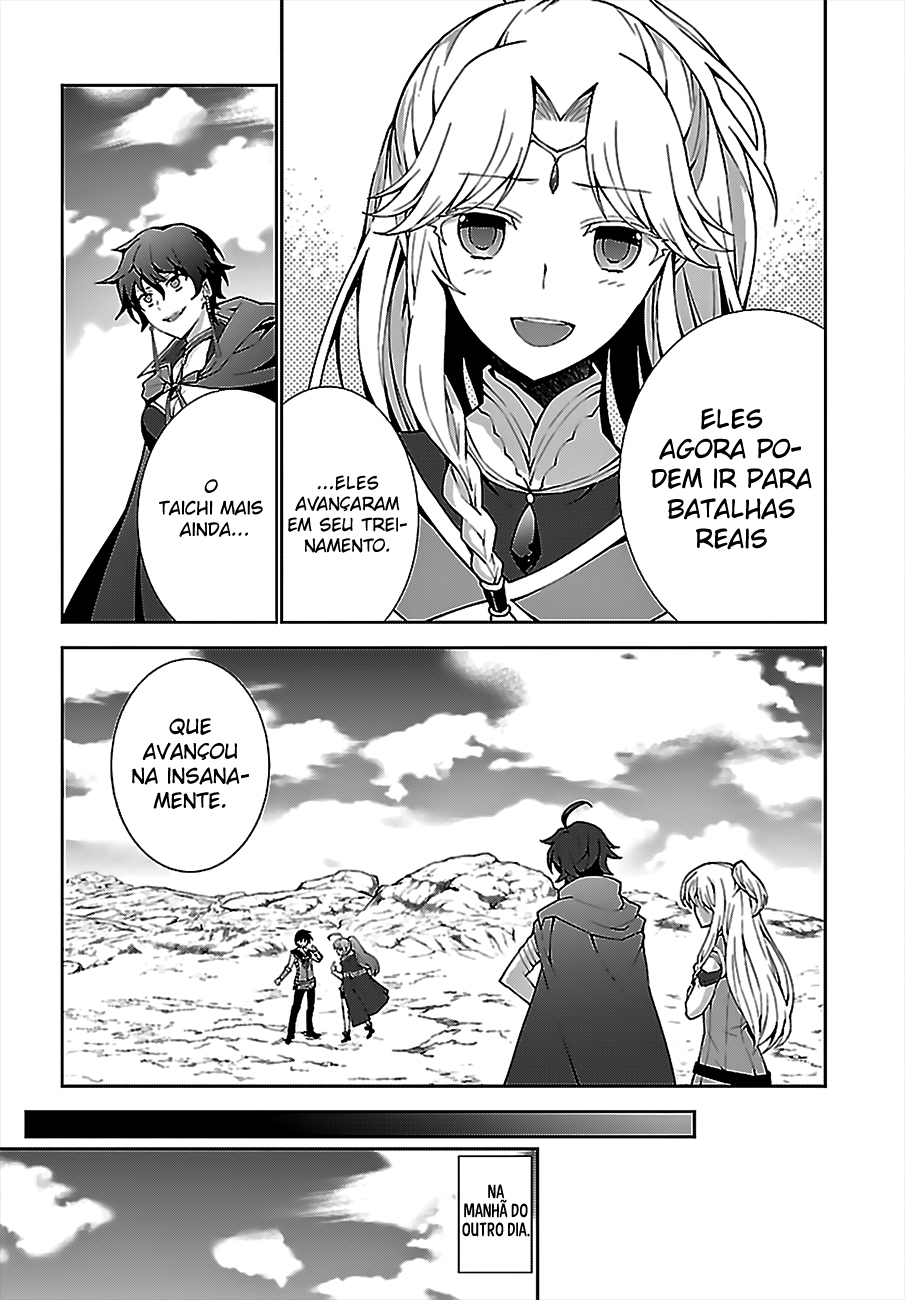 ELES
AGORA PO-
DEM IR PARA
BATALHAS
REAIS
...ELES
AVANÇARAM
EM SEU TREI-
NAMENTO.
O
TAICHI MAIS
AINDA...
QUE
AVANÇOU
NA INSANA-
MENTE.
NA
MANHÃ DO
OUTRO DIA.